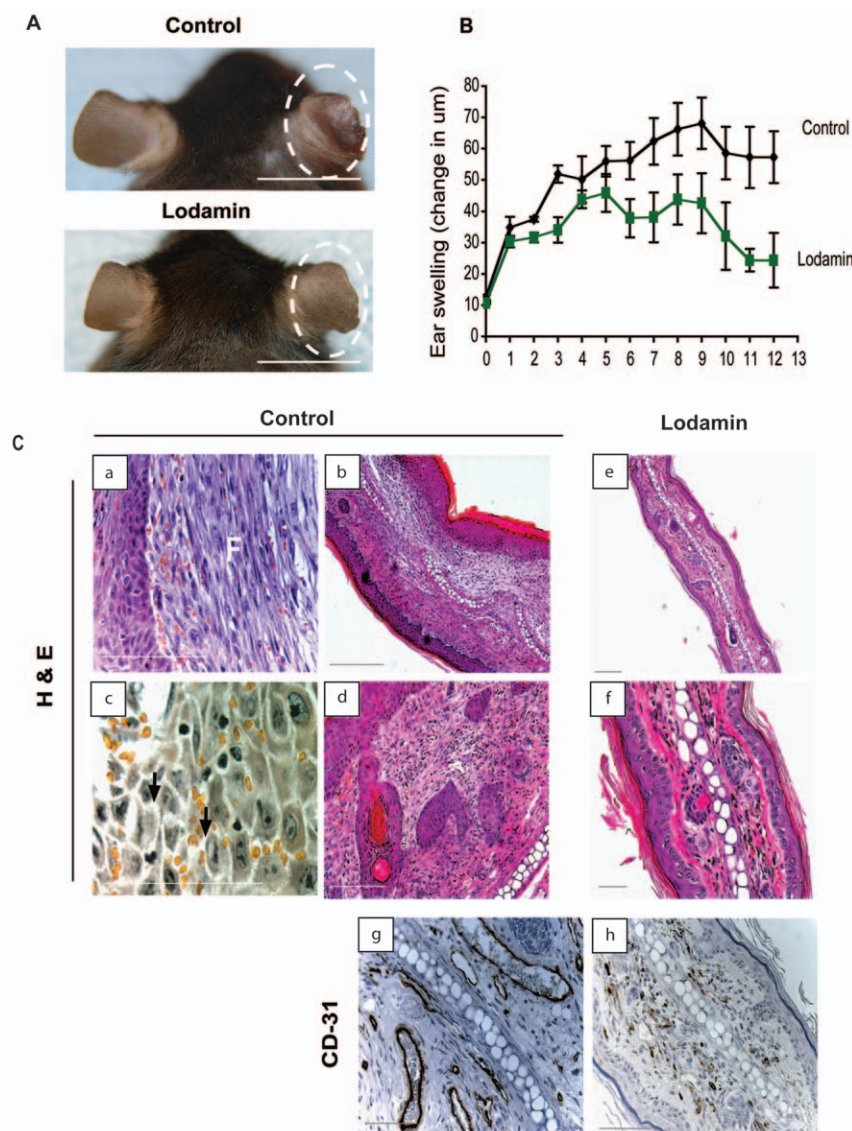 A
Control
Lodamin
B
Ear swelling (change in um)
80
70
60
50
40
30
20
10
0
0 1 2 3 4 5 6 7 8 9 10 11 12 13
Control
Lodamin
C
Control
Lodamin
H & E
a
b
e
F
c
d
f
CD-31
g
h